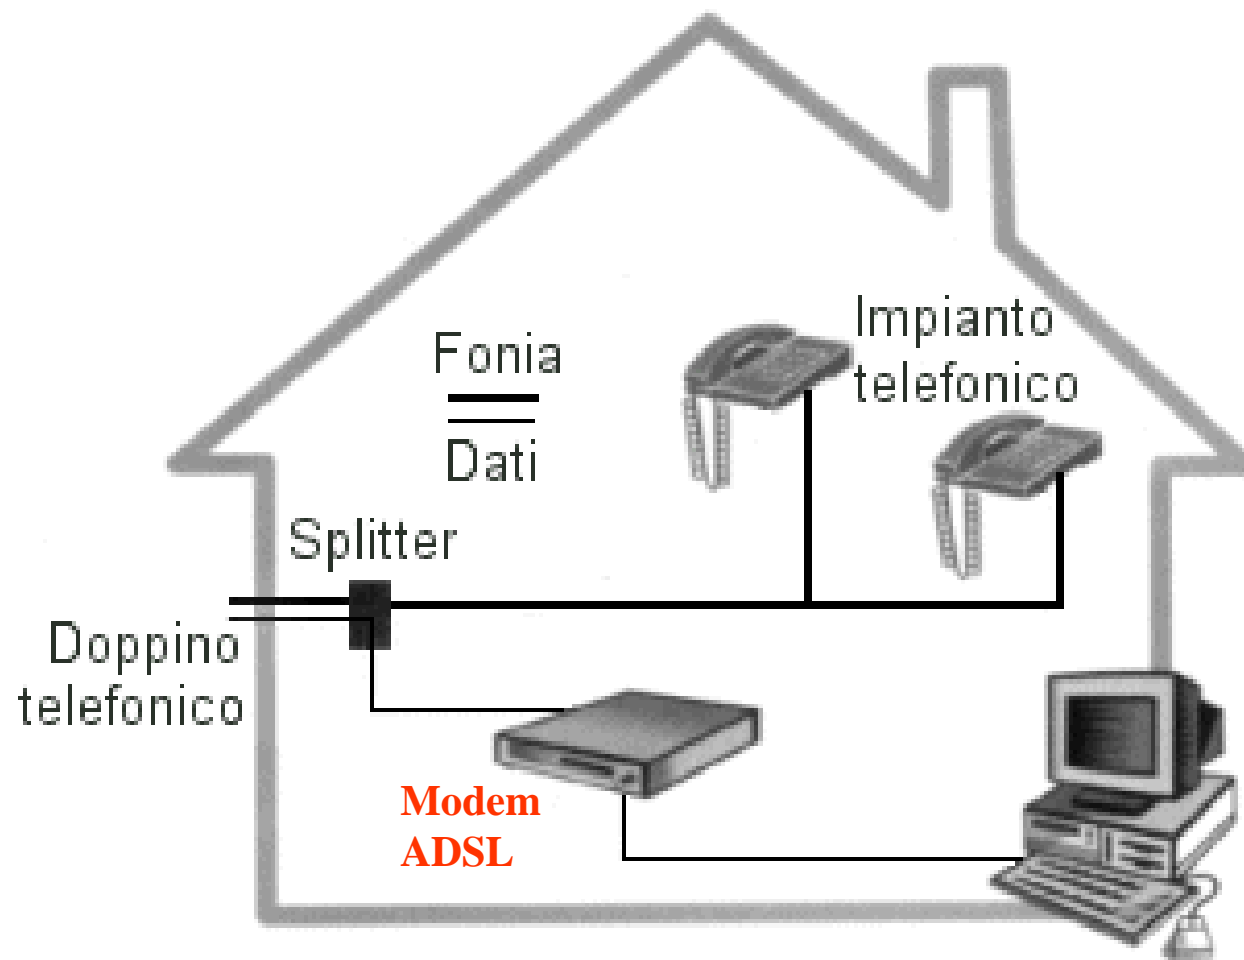 Impianto
telefonico
Fonia
Dati
Splitter
Doppino
telefonico
Modem
ADSL